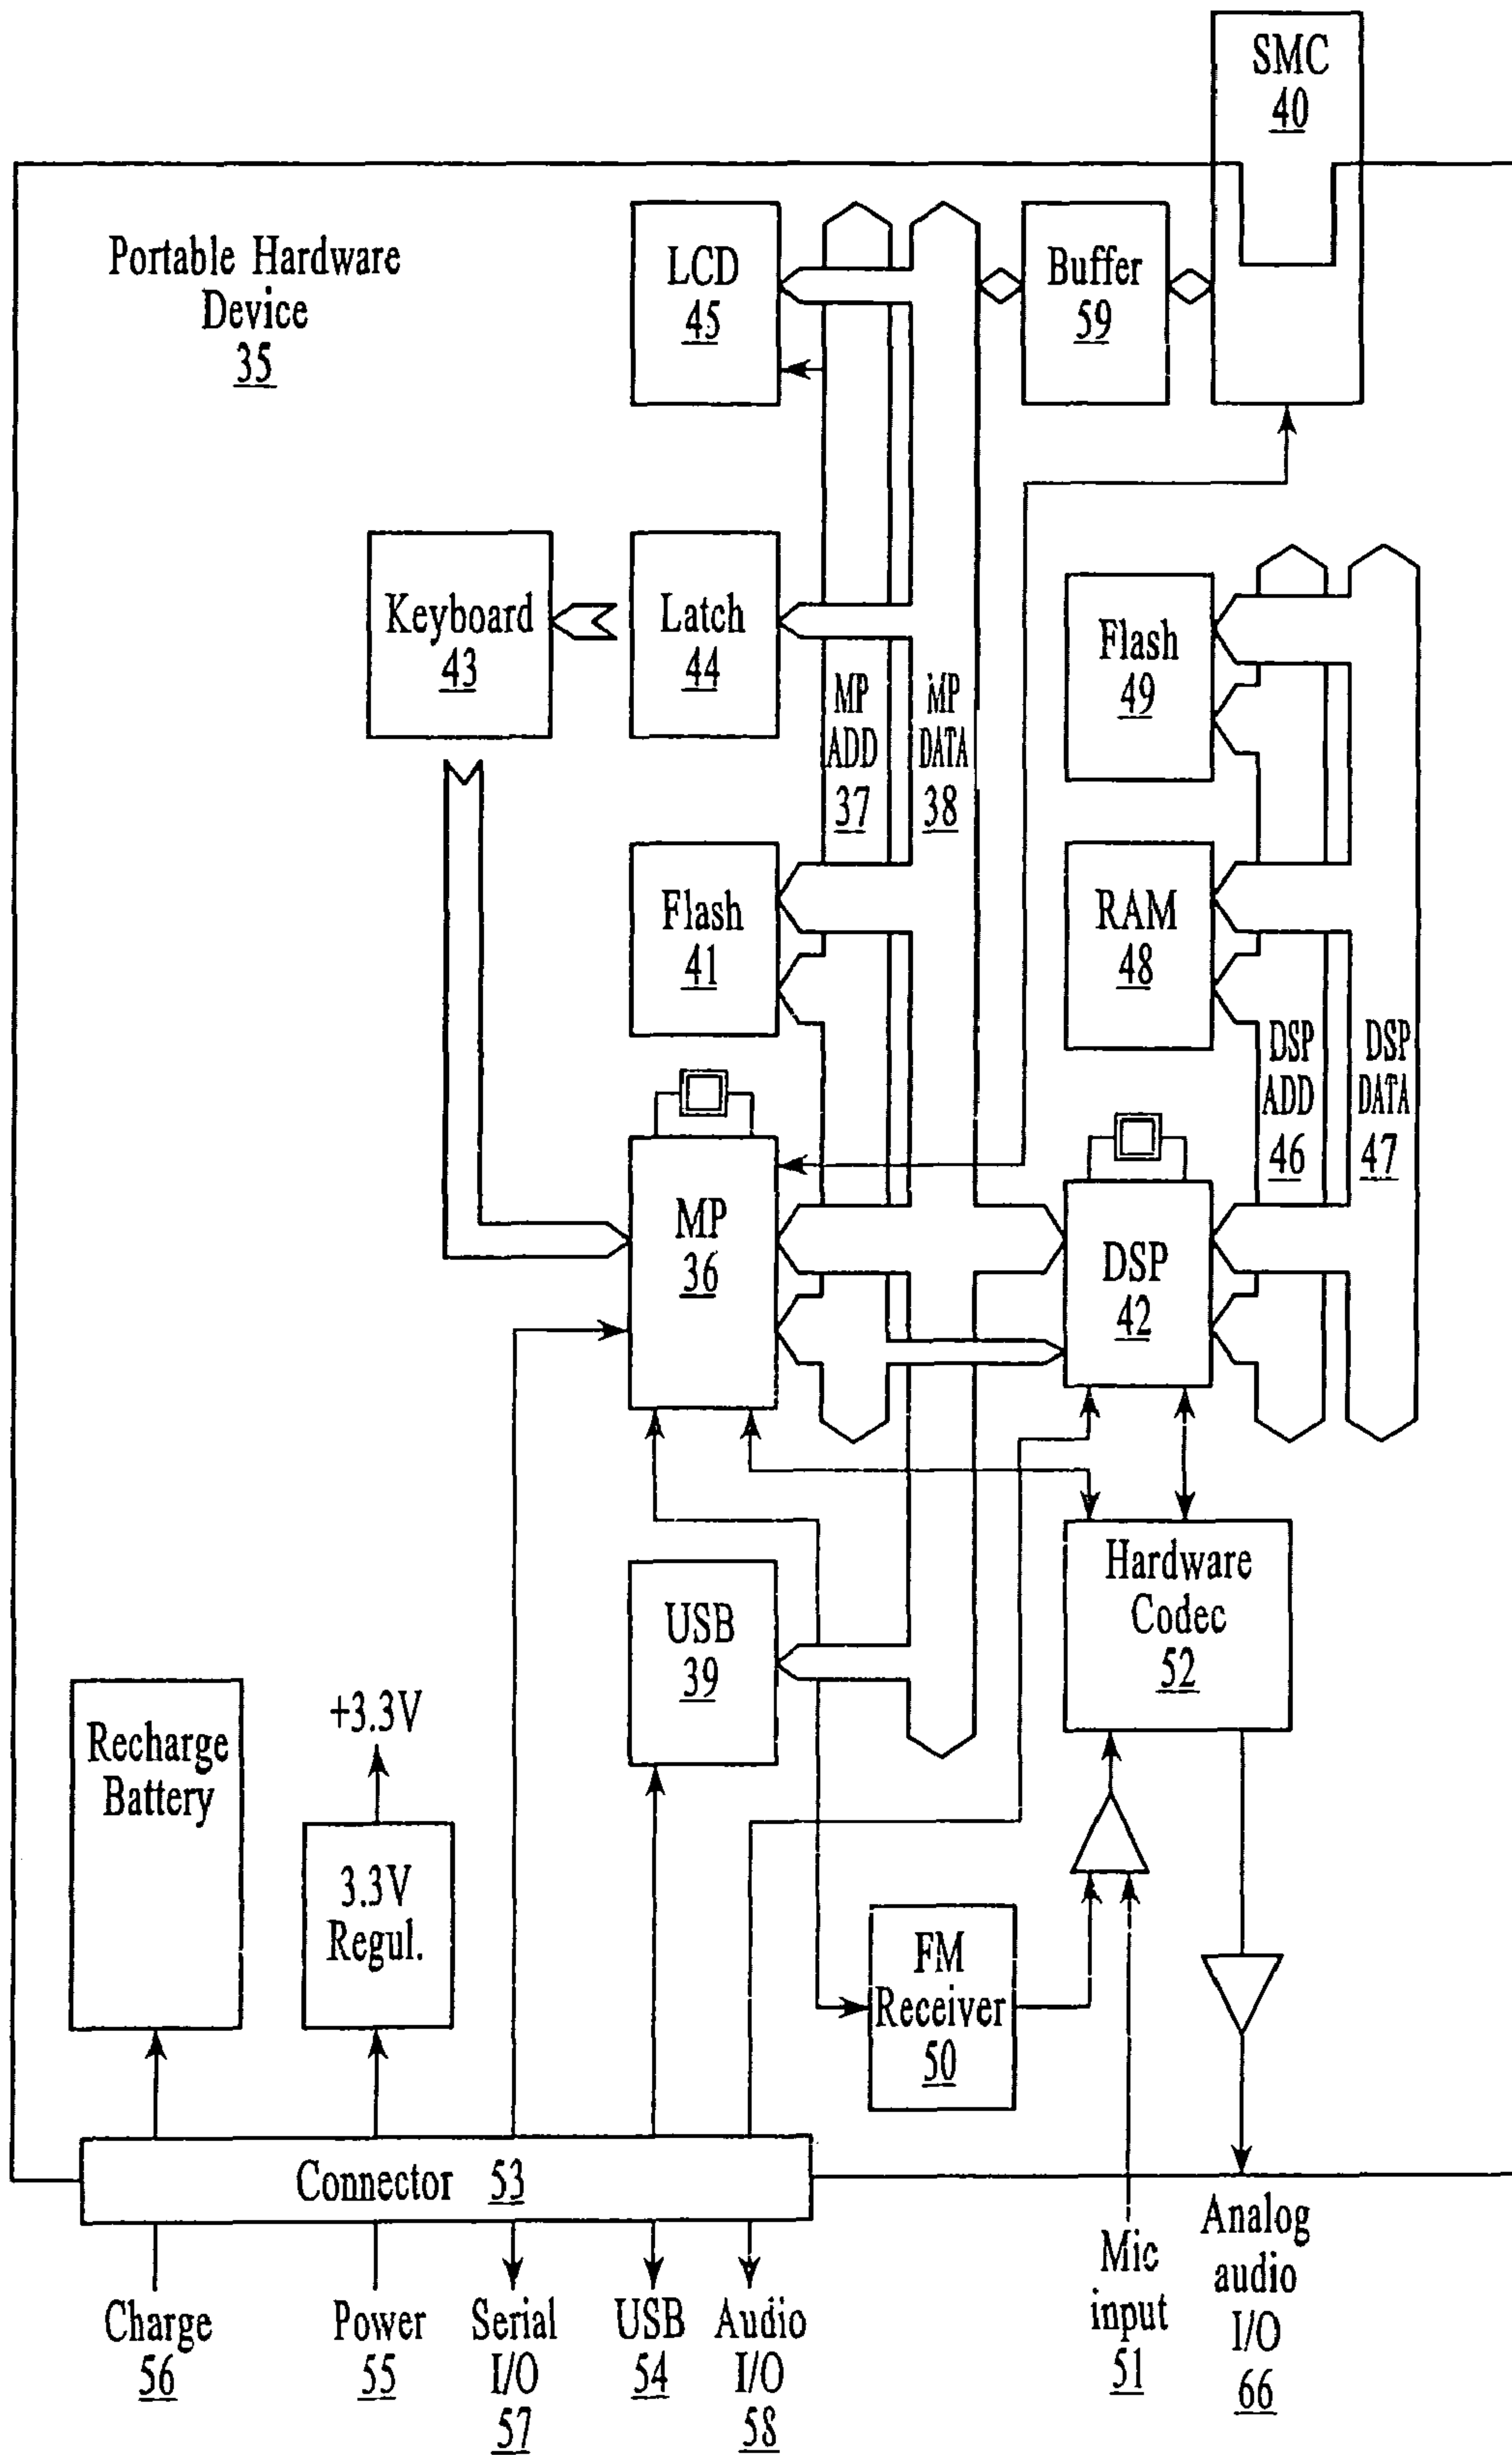 SMC
40
Portable Hardware
Device
35
LCD
45
Buffer
59
Keyboard
43
Latch
44
MP
ADD
37
MP
DATA
38
Flash
49
Flash
41
RAM
48
DSP
ADD
46
DSP
DATA
47
MP
36
DSP
42
USB
39
Hardware
Codec
52
Recharge
Battery
+3.3V
3.3V
Regul.
FM
Receiver
50
Connector 53
Charge
56
Power
55
Serial
I/O
57
USB
54
Audio
I/O
58
Mic
input
51
Analog
audio
I/O
66